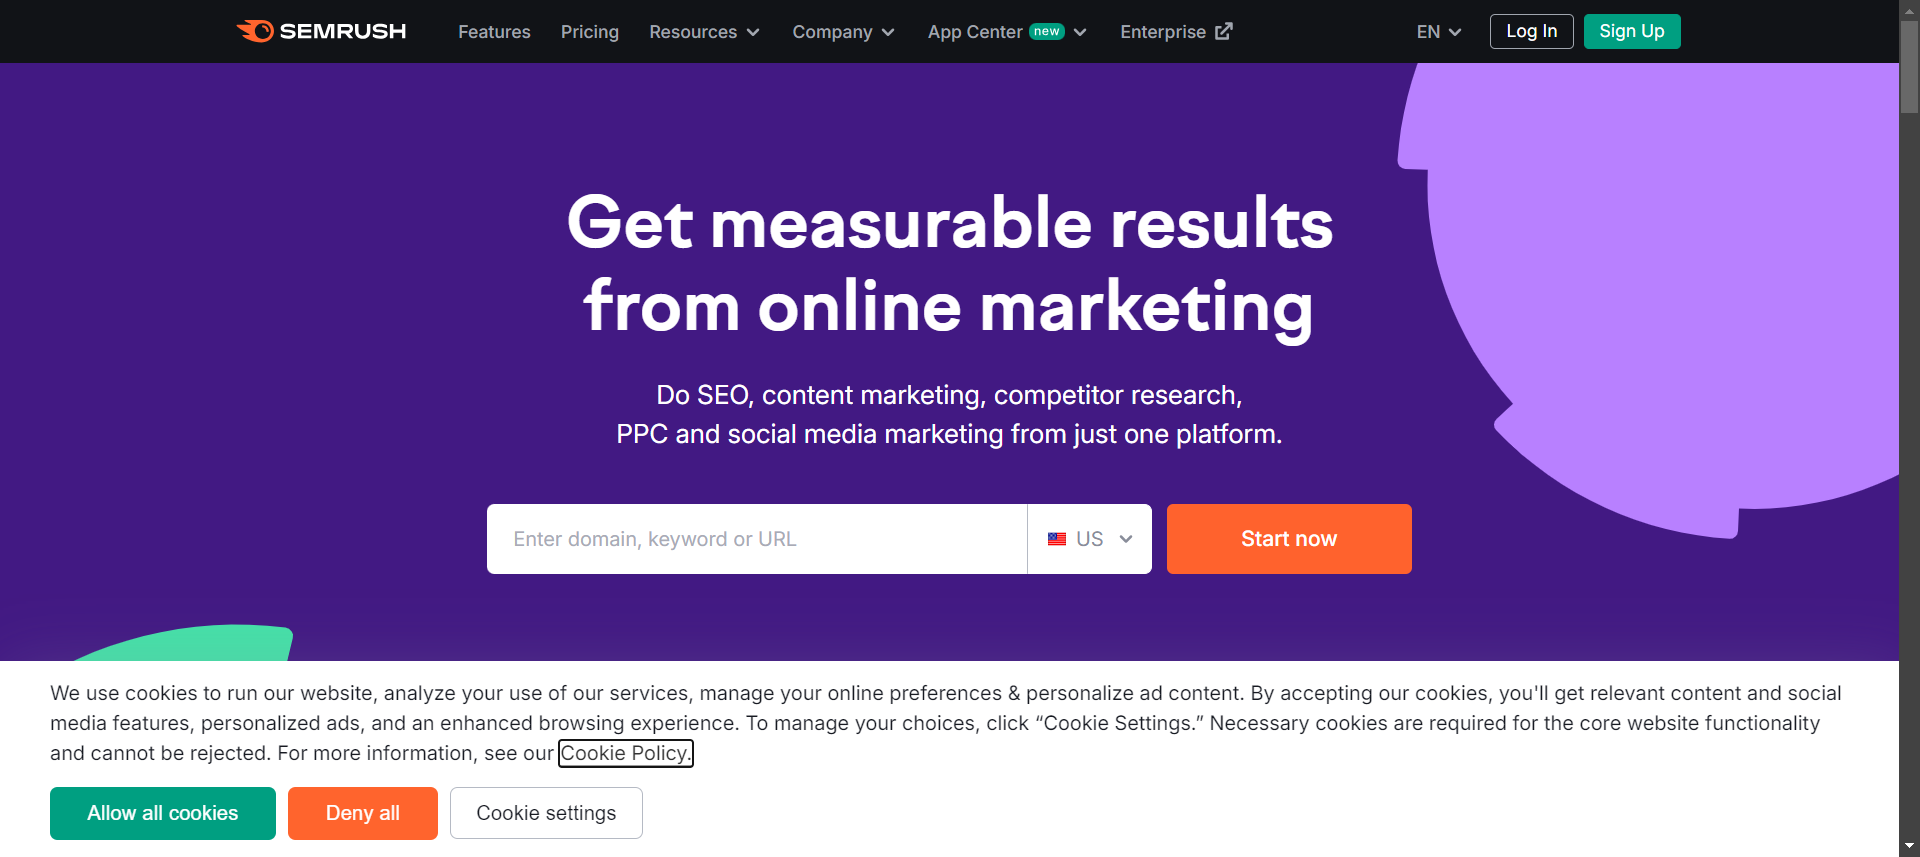 SEMRUSH Features Pricing Resources Company App Center new Enterprise EN Log In Sign Up
Get measurable results
from online marketing
Do SEO, content marketing, competitor research,
PPC and social media marketing from just one platform.
Enter domain, keyword or URL US Start now
We use cookies to run our website, analyze your use of our services, manage your online preferences & personalize ad content. By accepting our cookies, you'll get relevant content and social
media features, personalized ads, and an enhanced browsing experience. To manage your choices, click “Cookie Settings.” Necessary cookies are required for the core website functionality
and cannot be rejected. For more information, see our Cookie Policy.
Allow all cookies Deny all Cookie settings